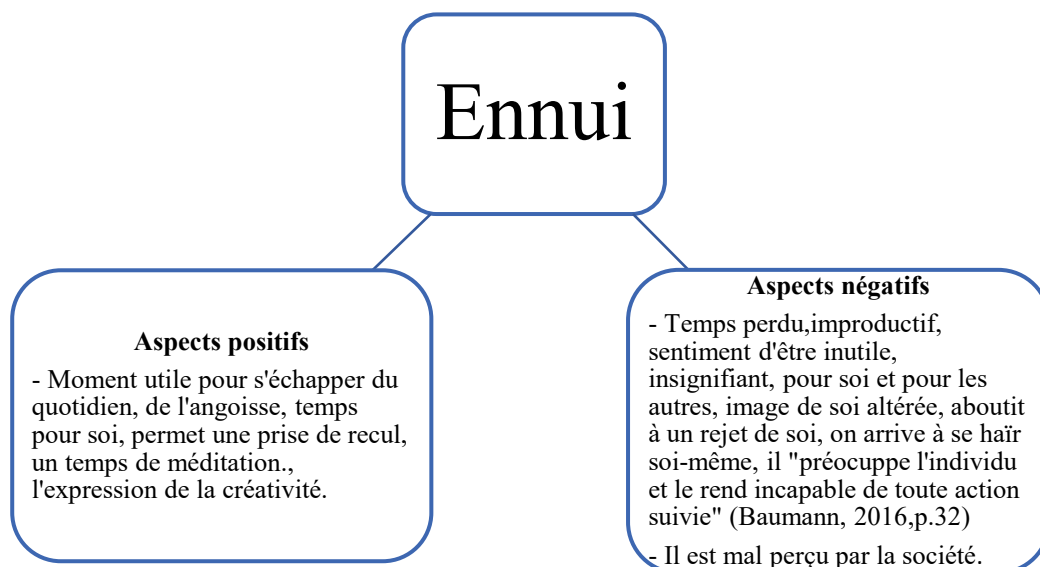 Ennui
Aspects positifs
- Moment utile pour s'échapper du
quotidien, de l'angoisse, temps
pour soi, permet une prise de recul,
un temps de méditation.,
l'expression de la créativité.
Aspects négatifs
- Temps perdu,improductif,
sentiment d'être inutile,
insignifiant, pour soi et pour les
autres, image de soi altérée, aboutit
à un rejet de soi, on arrive à se haïr
soi-même, il "préocuppe l'individu
et le rend incapable de toute action
suivie" (Baumann, 2016,p.32)
- Il est mal perçu par la société.